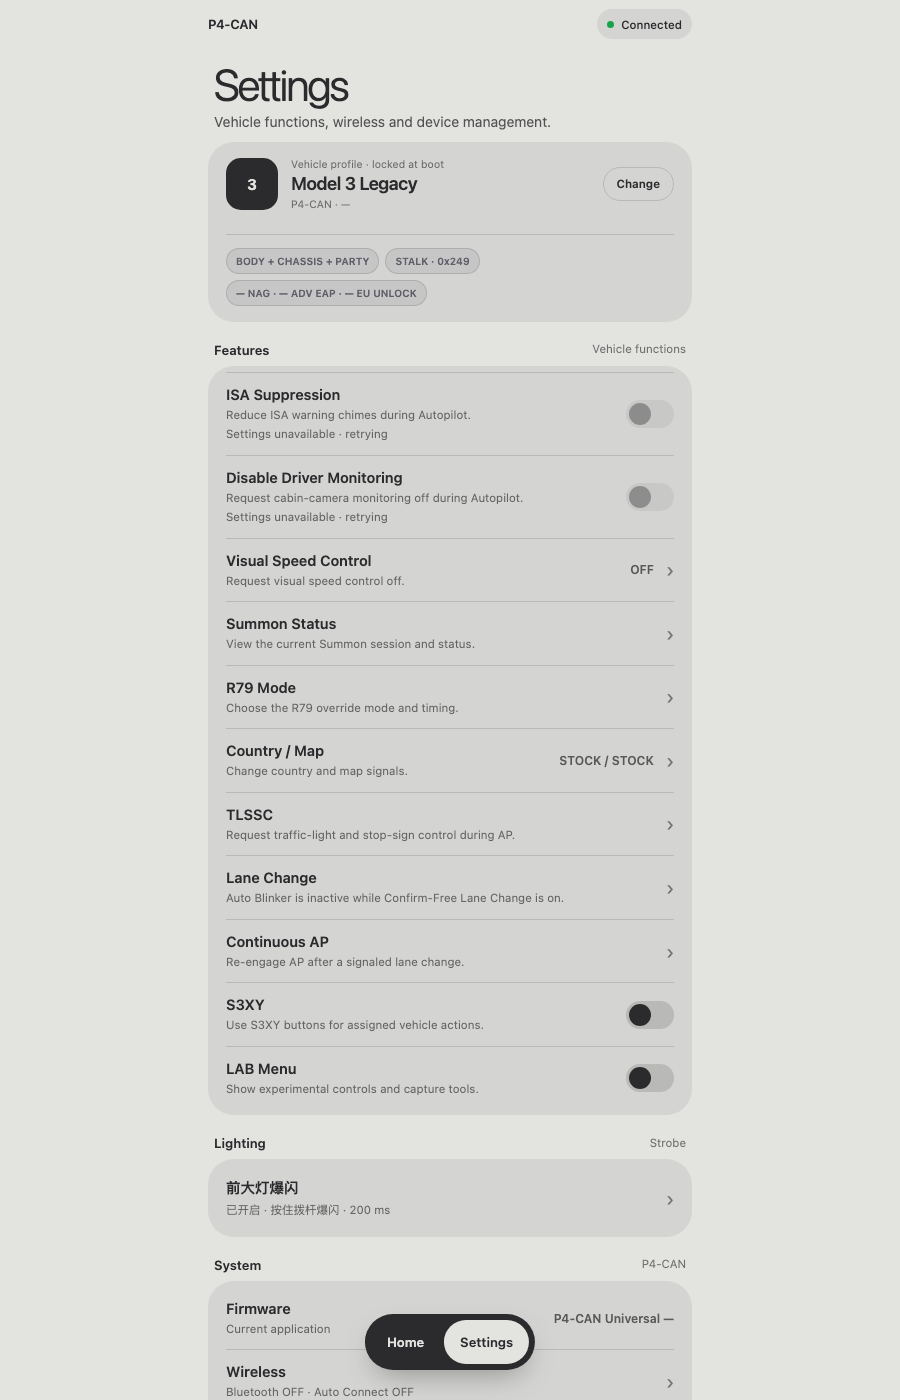 P4-CAN
Connected
Settings
Vehicle functions, wireless and device management.
3
Vehicle profile · locked at boot
Model 3 Legacy
P4-CAN · —
Change
BODY + CHASSIS + PARTY
STALK · 0x249
— NAG · — ADV EAP · — EU UNLOCK
Features
Vehicle functions
ISA Suppression
Reduce ISA warning chimes during Autopilot.
Settings unavailable · retrying
Disable Driver Monitoring
Request cabin-camera monitoring off during Autopilot.
Settings unavailable · retrying
Visual Speed Control
Request visual speed control off.
OFF
Summon Status
View the current Summon session and status.
R79 Mode
Choose the R79 override mode and timing.
Country / Map
Change country and map signals.
STOCK / STOCK
TLSSC
Request traffic-light and stop-sign control during AP.
Lane Change
Auto Blinker is inactive while Confirm-Free Lane Change is on.
Continuous AP
Re-engage AP after a signaled lane change.
S3XY
Use S3XY buttons for assigned vehicle actions.
LAB Menu
Show experimental controls and capture tools.
Lighting
Strobe
前大灯爆闪
已开启 · 按住拨杆爆闪 · 200 ms
System
P4-CAN
Firmware
Current application
P4-CAN Universal —
Home
Settings
Wireless
Bluetooth OFF · Auto Connect OFF